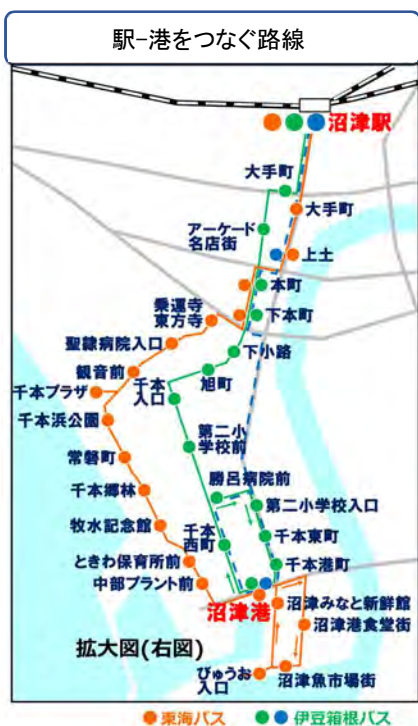 駅-港をつなぐ路線
沼津駅
大手町
大手町
アーケード
名店街
上土
本町
乗運寺
東方寺
下本町
聖隷病院入口
下小路
観音前
旭町
千本プラザ
千本
入口
千本浜公園
第二小
学校前
常磐町
勝呂病院前
千本郷林
第二小学校入口
牧水記念館
千本
西町
千本東町
ときわ保育所前
千本港町
中部プラント前
沼津港
沼津みなと新鮮館
沼津港食堂街
拡大図(右図)
びゅうお
入口
沼津魚市場街
東海バス
伊豆箱根バス